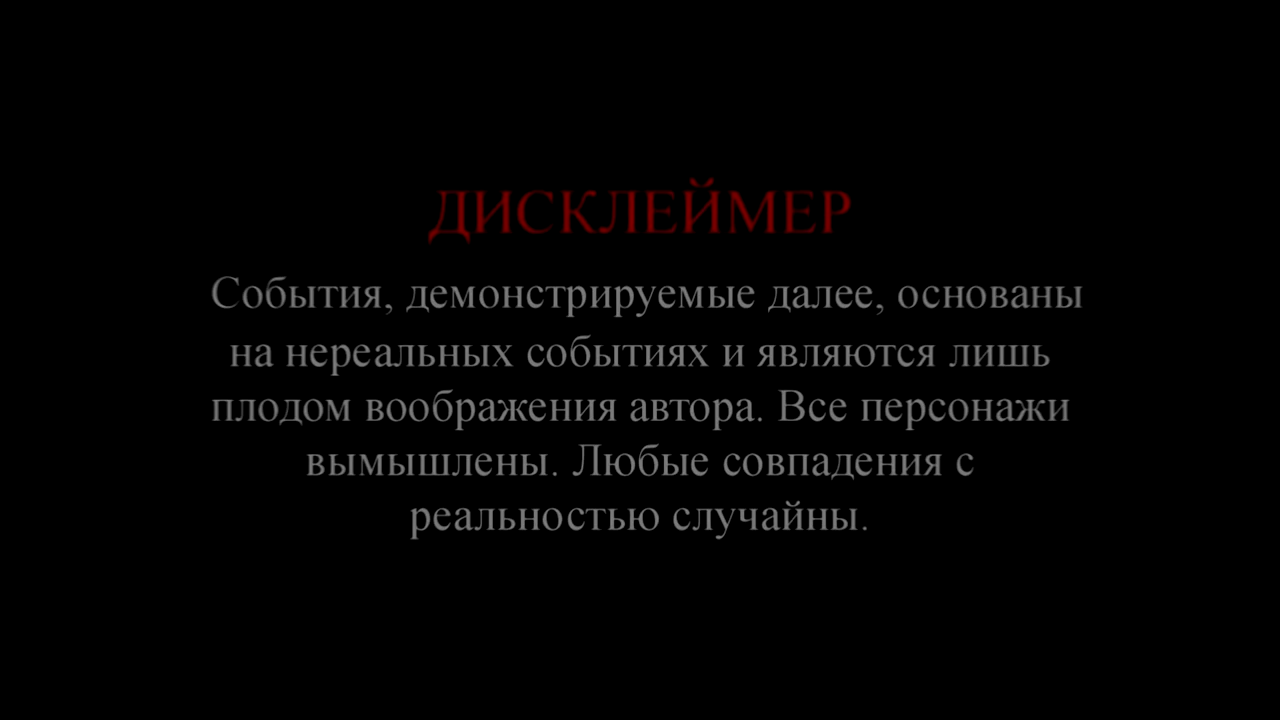 ДИСКЛЕЙМЕР
События, демонстрируемые далее, основаны
на нереальных событиях и являются лишь
плодом воображения автора. Все персонажи
вымышлены. Любые совпадения с
реальностью случайны.